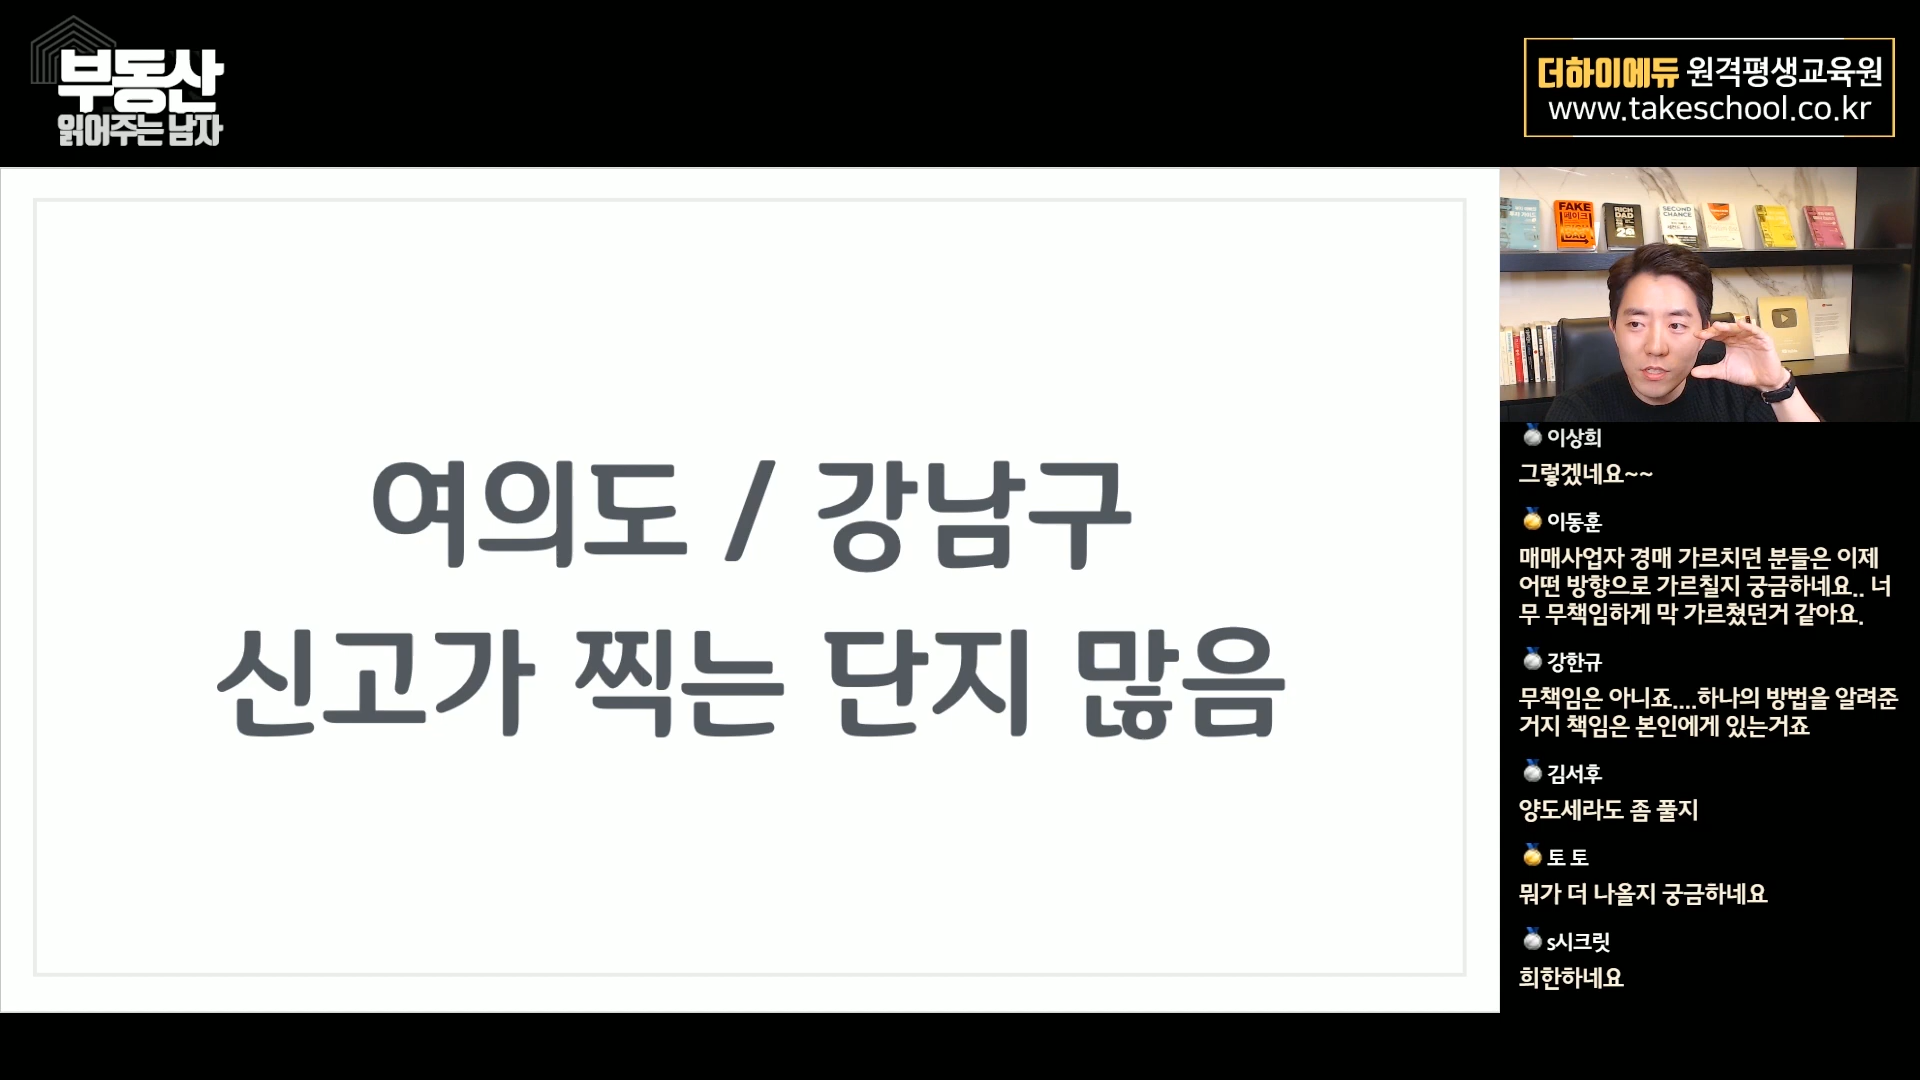 부동산
읽어주는 남자
더하이에듀 원격평생교육원
www.takeschool.co.kr
여의도 / 강남구
신고가 찍는 단지 많음
FAKE
페이크
RICH
DAD
SECOND
CHANCE
이상희
그렇겠네요~~
이동훈
매매사업자 경매 가르치던 분들은 이제
어떤 방향으로 가르칠지 궁금하네요.. 너
무 무책임하게 막 가르쳤던거 같아요.
강한규
무책임은 아니죠....하나의 방법을 알려준
거지 책임은 본인에게 있는거죠
김서후
양도세라도 좀 풀지
토 토
뭐가 더 나올지 궁금하네요
s시크릿
희한하네요